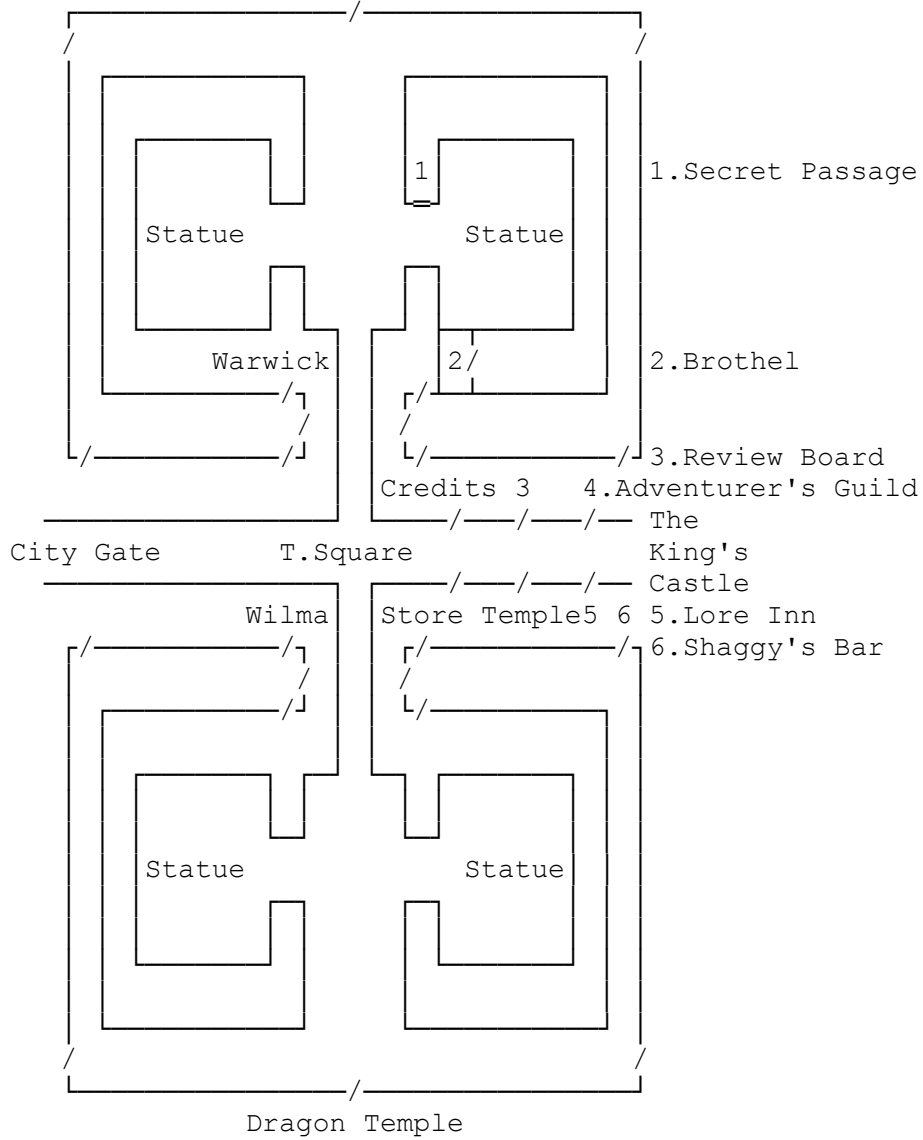 1 1.Secret Passage
Statue Statue
Warwick 2 2.Brothel
3.Review Board
Credits 3 4.Adventurer's Guild
The
City Gate T.Square King's
Castle
Wilma Store Temple5 6 5.Lore Inn
6.Shaggy's Bar
Statue Statue
Dragon Temple